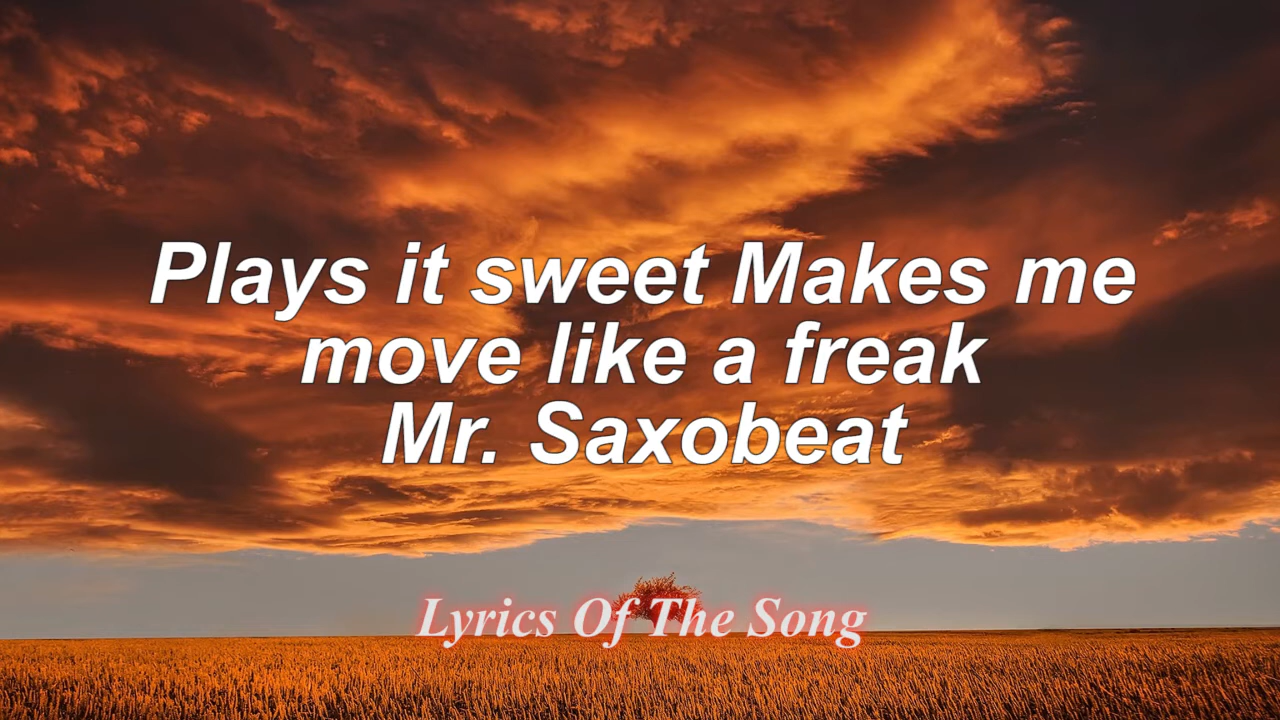 Plays it sweet Makes me
move like a freak
Mr. Saxobeat
Lyrics Of The Song